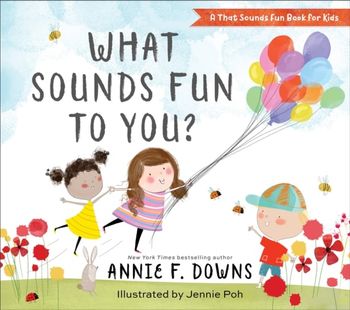 A That Sounds Fun Book for Kids
WHAT
SOUNDS FUN
TO YOU?
New York Times bestselling author
ANNIE F. DOWNS
Illustrated by Jennie Poh